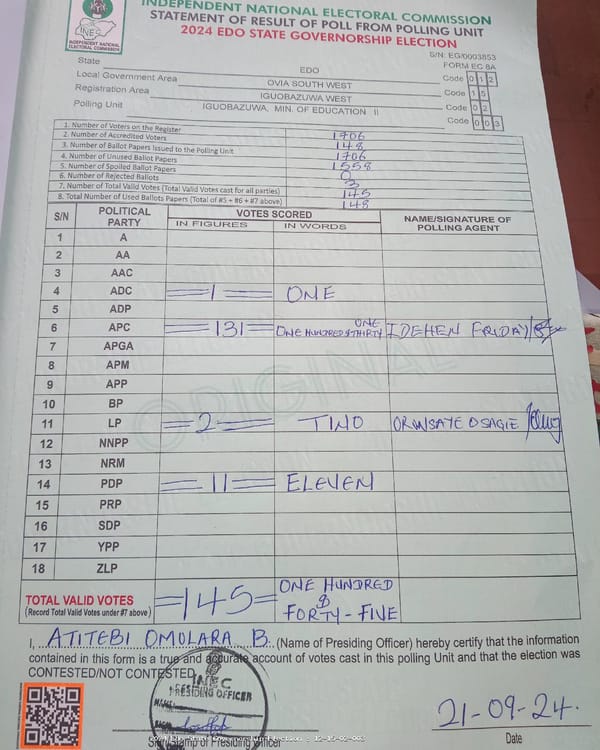 INDEPENDENT NATIONAL ELECTORAL COMMISSION
STATEMENT OF RESULT OF POLL FROM POLLING UNIT
2024 EDO STATE GOVERNORSHIP ELECTION
INEC
INDEPENDENT NATIONAL ELECTORAL COMMISSION
S/N: EG/0003853
FORM EC 8A
State EDO Code 0 1 2
Local Government Area OVIA SOUTH WEST Code 1 5
Registration Area IGUOBAZUWA WEST Code 0 2
Polling Unit IGUOBAZUWA, MIN. OF EDUCATION II Code 0 0 3
1. Number of Voters on the Register 1706
2. Number of Accredited Voters 148
3. Number of Ballot Papers Issued to the Polling Unit 1706
4. Number of Unused Ballot Papers 1558
5. Number of Spoiled Ballot Papers 0
6. Number of Rejected Ballots 3
7. Number of Total Valid Votes (Total Valid Votes cast for all parties) 145
8. Total Number of Used Ballots Papers (Total of #5 + #6 + #7 above) 148
S/N POLITICAL PARTY VOTES SCORED NAME/SIGNATURE OF POLLING AGENT
IN FIGURES IN WORDS
1 A
2 AA
3 AAC
4 ADC =1= ONE
5 ADP
6 APC =131= ONE HUNDRED & THIRTY ONE IDEHEN FRIDAY
7 APGA
8 APM
9 APP
10 BP
11 LP =2= TWO ORUNSAYE OSAGIE
12 NNPP
13 NRM
14 PDP =11= ELEVEN
15 PRP
16 SDP
17 YPP
18 ZLP
ORIGINAL
TOTAL VALID VOTES =145= ONE HUNDRED
(Record Total Valid Votes under #7 above) & FORTY-FIVE
I, ATITEBI OMOLARA B. (Name of Presiding Officer) hereby certify that the information
contained in this form is a true and accurate account of votes cast in this polling Unit and that the election was
CONTESTED/NOT CONTESTED
INEC
PRESIDING OFFICER
21-09-24.
Sign/Stamp of Presiding Officer Date